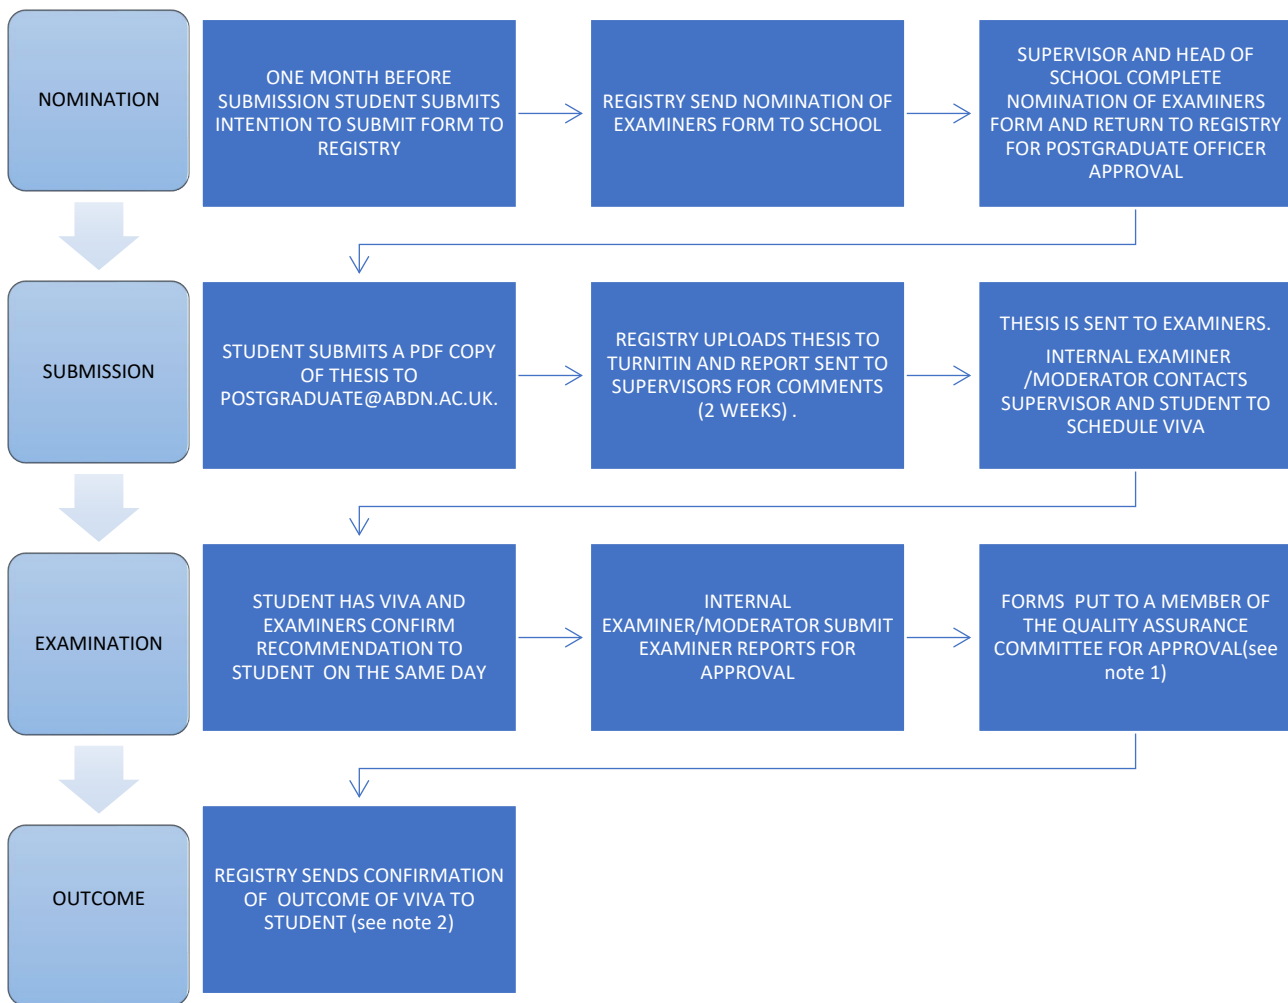 NOMINATION
ONE MONTH BEFORE
SUBMISSION STUDENT SUBMITS
INTENTION TO SUBMIT FORM TO
REGISTRY
REGISTRY SEND NOMINATION OF
EXAMINERS FORM TO SCHOOL
SUPERVISOR AND HEAD OF
SCHOOL COMPLETE
NOMINATION OF EXAMINERS
FORM AND RETURN TO REGISTRY
FOR POSTGRADUATE OFFICER
APPROVAL
SUBMISSION
STUDENT SUBMITS A PDF COPY
OF THESIS TO
POSTGRADUATE@ABDN.AC.UK.
REGISTRY UPLOADS THESIS TO
TURNITIN AND REPORT SENT TO
SUPERVISORS FOR COMMENTS
(2 WEEKS) .
THESIS IS SENT TO EXAMINERS.
INTERNAL EXAMINER
/MODERATOR CONTACTS
SUPERVISOR AND STUDENT TO
SCHEDULE VIVA
EXAMINATION
STUDENT HAS VIVA AND
EXAMINERS CONFIRM
RECOMMENDATION TO
STUDENT ON THE SAME DAY
INTERNAL
EXAMINER/MODERATOR SUBMIT
EXAMINER REPORTS FOR
APPROVAL
FORMS PUT TO A MEMBER OF
THE QUALITY ASSURANCE
COMMITTEE FOR APPROVAL(see
note 1)
OUTCOME
REGISTRY SENDS CONFIRMATION
OF OUTCOME OF VIVA TO
STUDENT (see note 2)